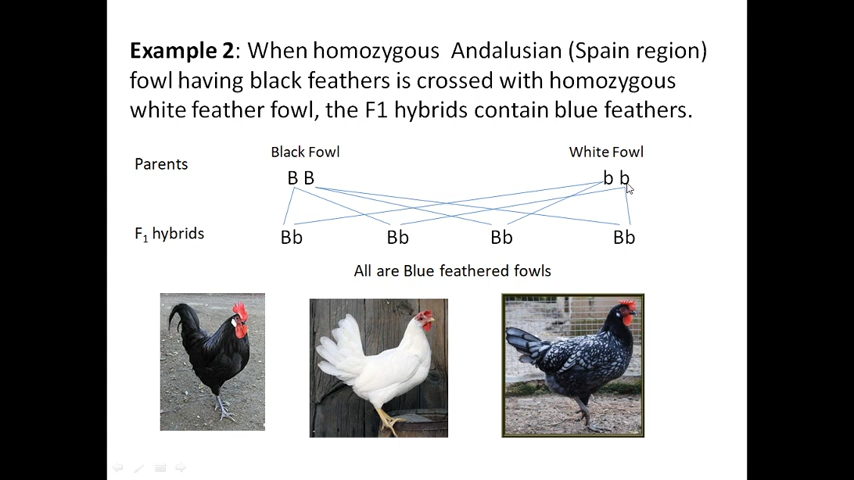 Example 2: When homozygous Andalusian (Spain region)
fowl having black feathers is crossed with homozygous
white feather fowl, the F1 hybrids contain blue feathers.
Black Fowl White Fowl
Parents
B B b b
F1 hybrids Bb Bb Bb Bb
All are Blue feathered fowls